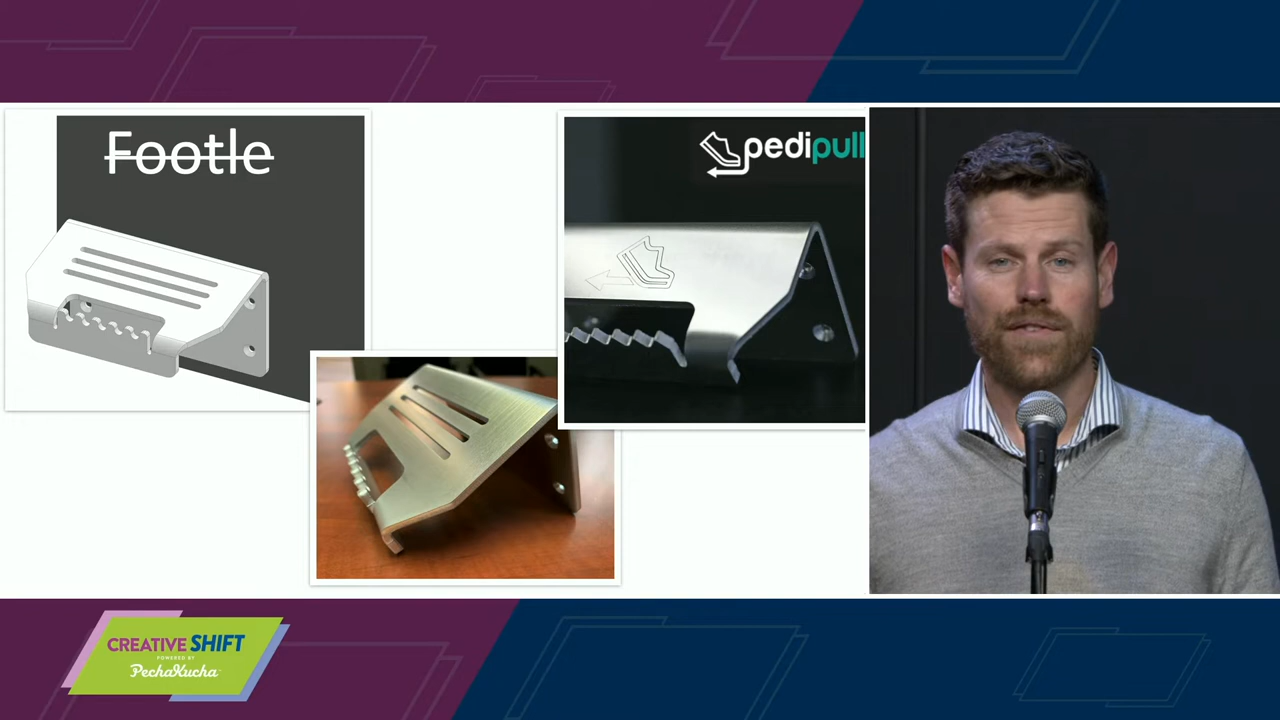 Footle
pedipull
CREATIVE SHIFT
POWERED BY
PechaKucha